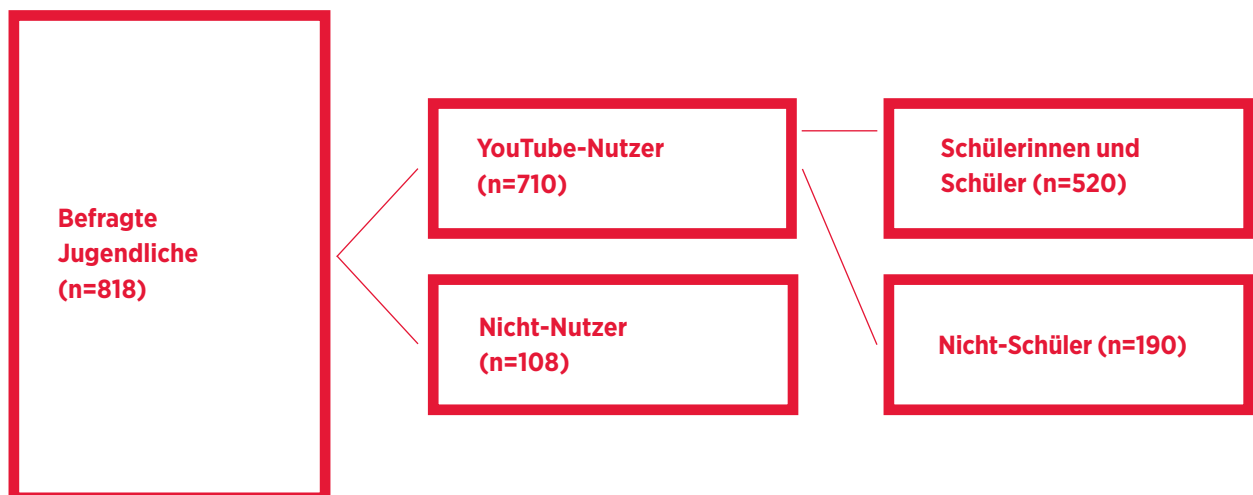 Befragte
Jugendliche
(n=818)
YouTube-Nutzer
(n=710)
Nicht-Nutzer
(n=108)
Schülerinnen und
Schüler (n=520)
Nicht-Schüler (n=190)